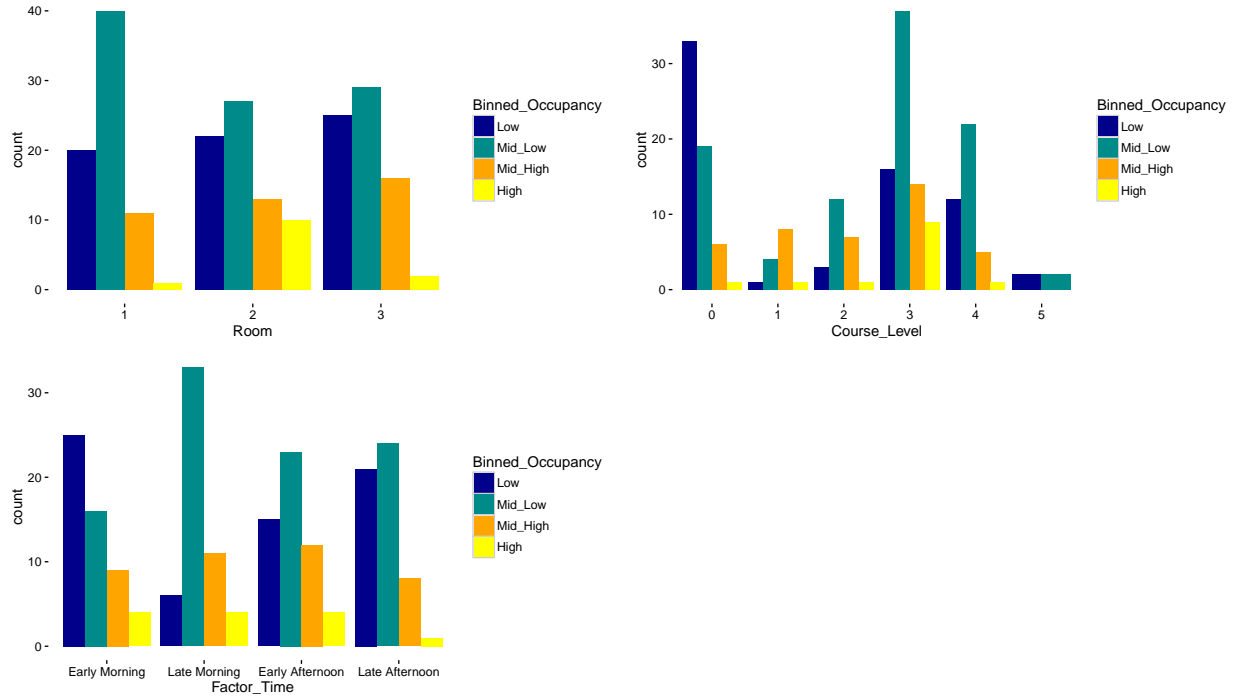 40
30
20
10
0
count
1 2 3
Room
Binned_Occupancy
Low
Mid_Low
Mid_High
High
30
20
10
0
count
0 1 2 3 4 5
Course_Level
Binned_Occupancy
Low
Mid_Low
Mid_High
High
30
20
10
0
count
Early Morning Late Morning Early Afternoon Late Afternoon
Factor_Time
Binned_Occupancy
Low
Mid_Low
Mid_High
High